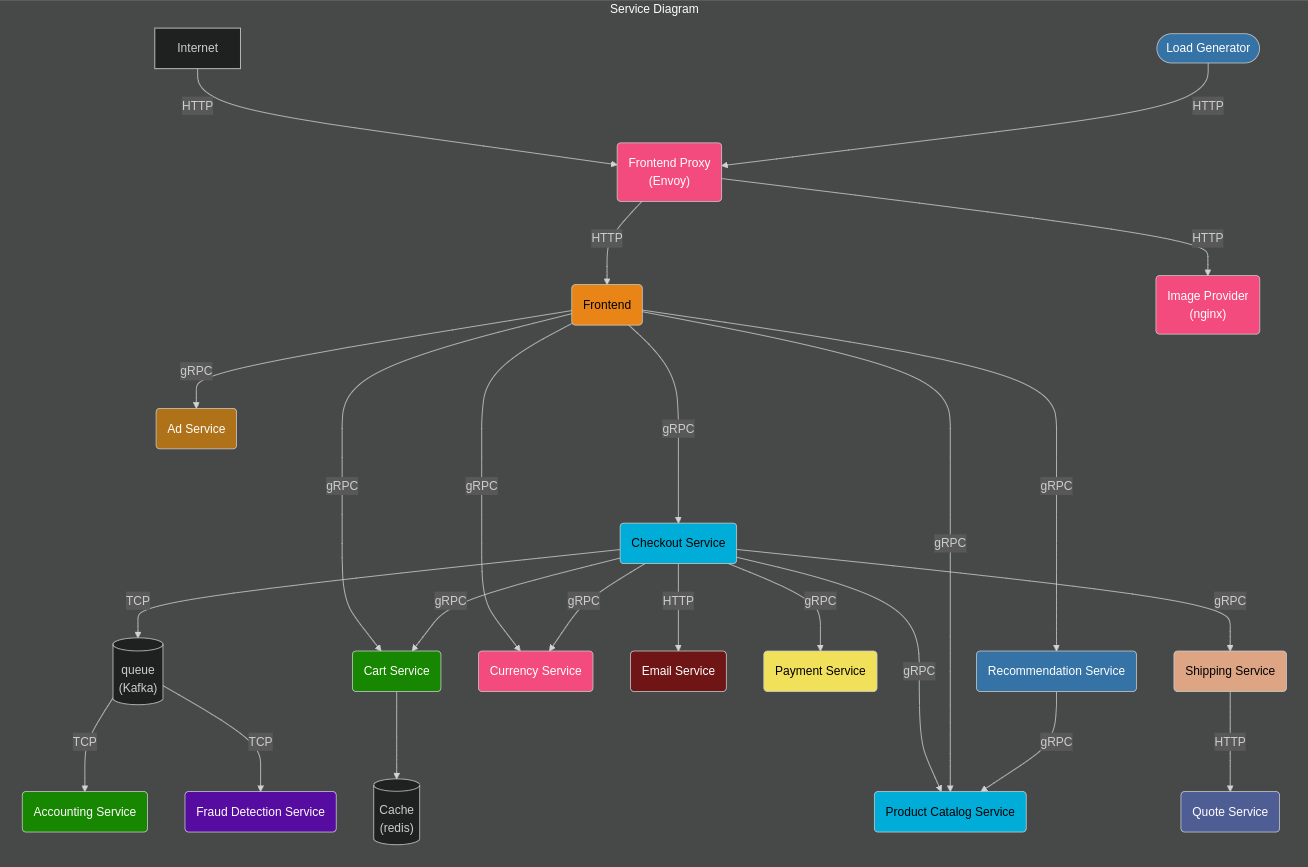 Service Diagram
Internet
Load Generator
HTTP
HTTP
Frontend Proxy
(Envoy)
HTTP
HTTP
Frontend
Image Provider
(nginx)
gRPC
Ad Service
gRPC
gRPC
gRPC
gRPC
Checkout Service
gRPC
TCP
gRPC
gRPC
HTTP
gRPC
gRPC
queue
(Kafka)
Cart Service
Currency Service
Email Service
Payment Service
gRPC
Recommendation Service
Shipping Service
TCP
TCP
gRPC
HTTP
Accounting Service
Fraud Detection Service
Cache
(redis)
Product Catalog Service
Quote Service